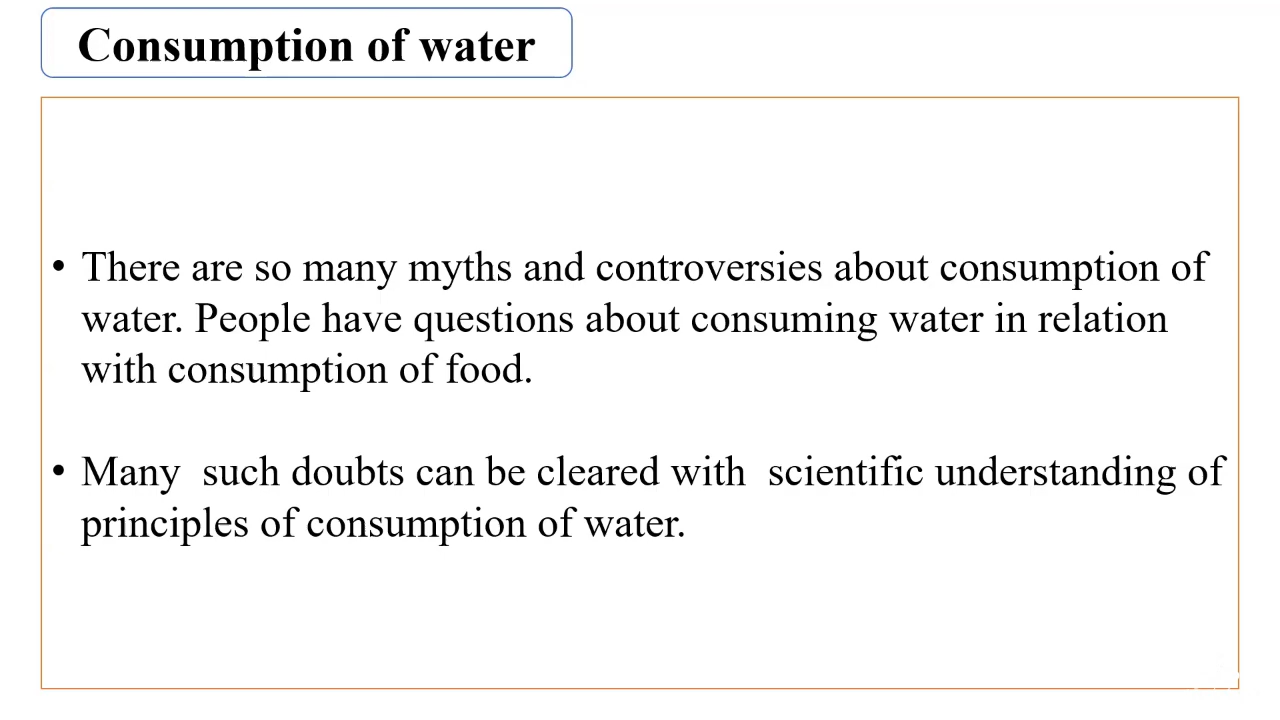 Consumption of water
• There are so many myths and controversies about consumption of
water. People have questions about consuming water in relation
with consumption of food.
• Many  such doubts can be cleared with  scientific understanding of
principles of consumption of water.